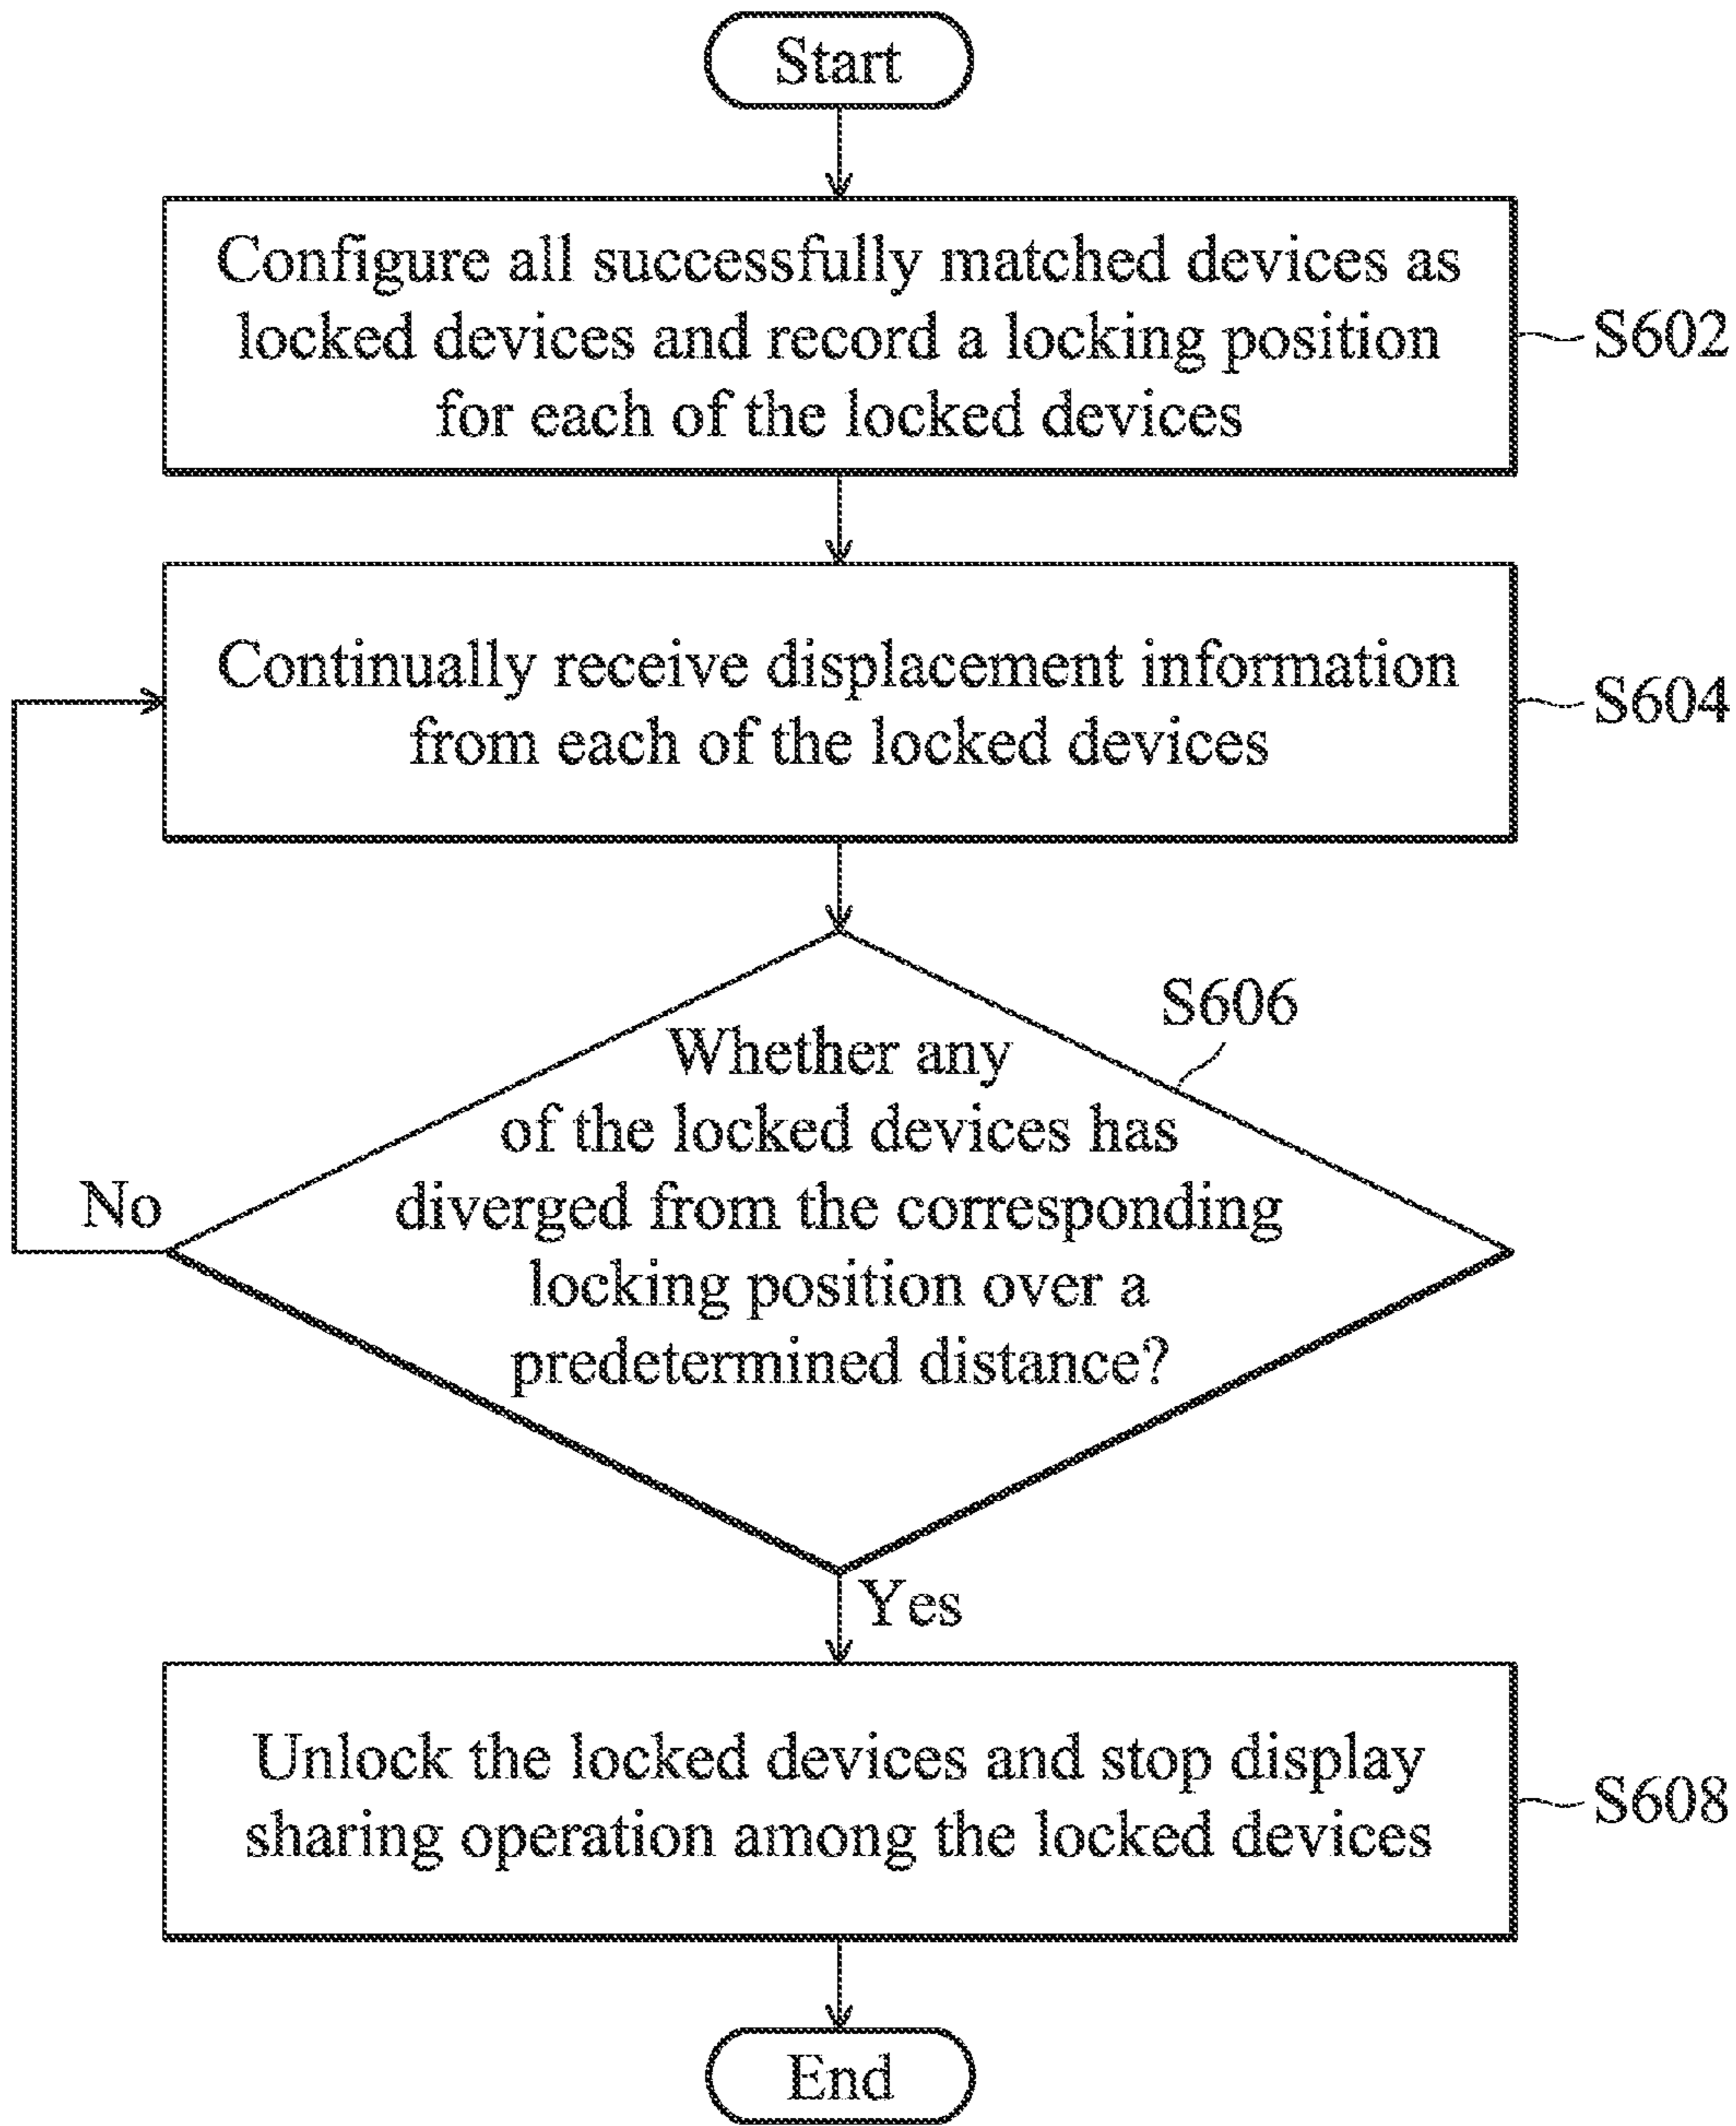 Start
Configure all successfully matched devices as
locked devices and record a locking position
for each of the locked devices
S602
Continually receive displacement information
from each of the locked devices
S604
S606
Whether any
of the locked devices has
diverged from the corresponding
locking position over a
predetermined distance?
No
Yes
Unlock the locked devices and stop display
sharing operation among the locked devices
S608
End